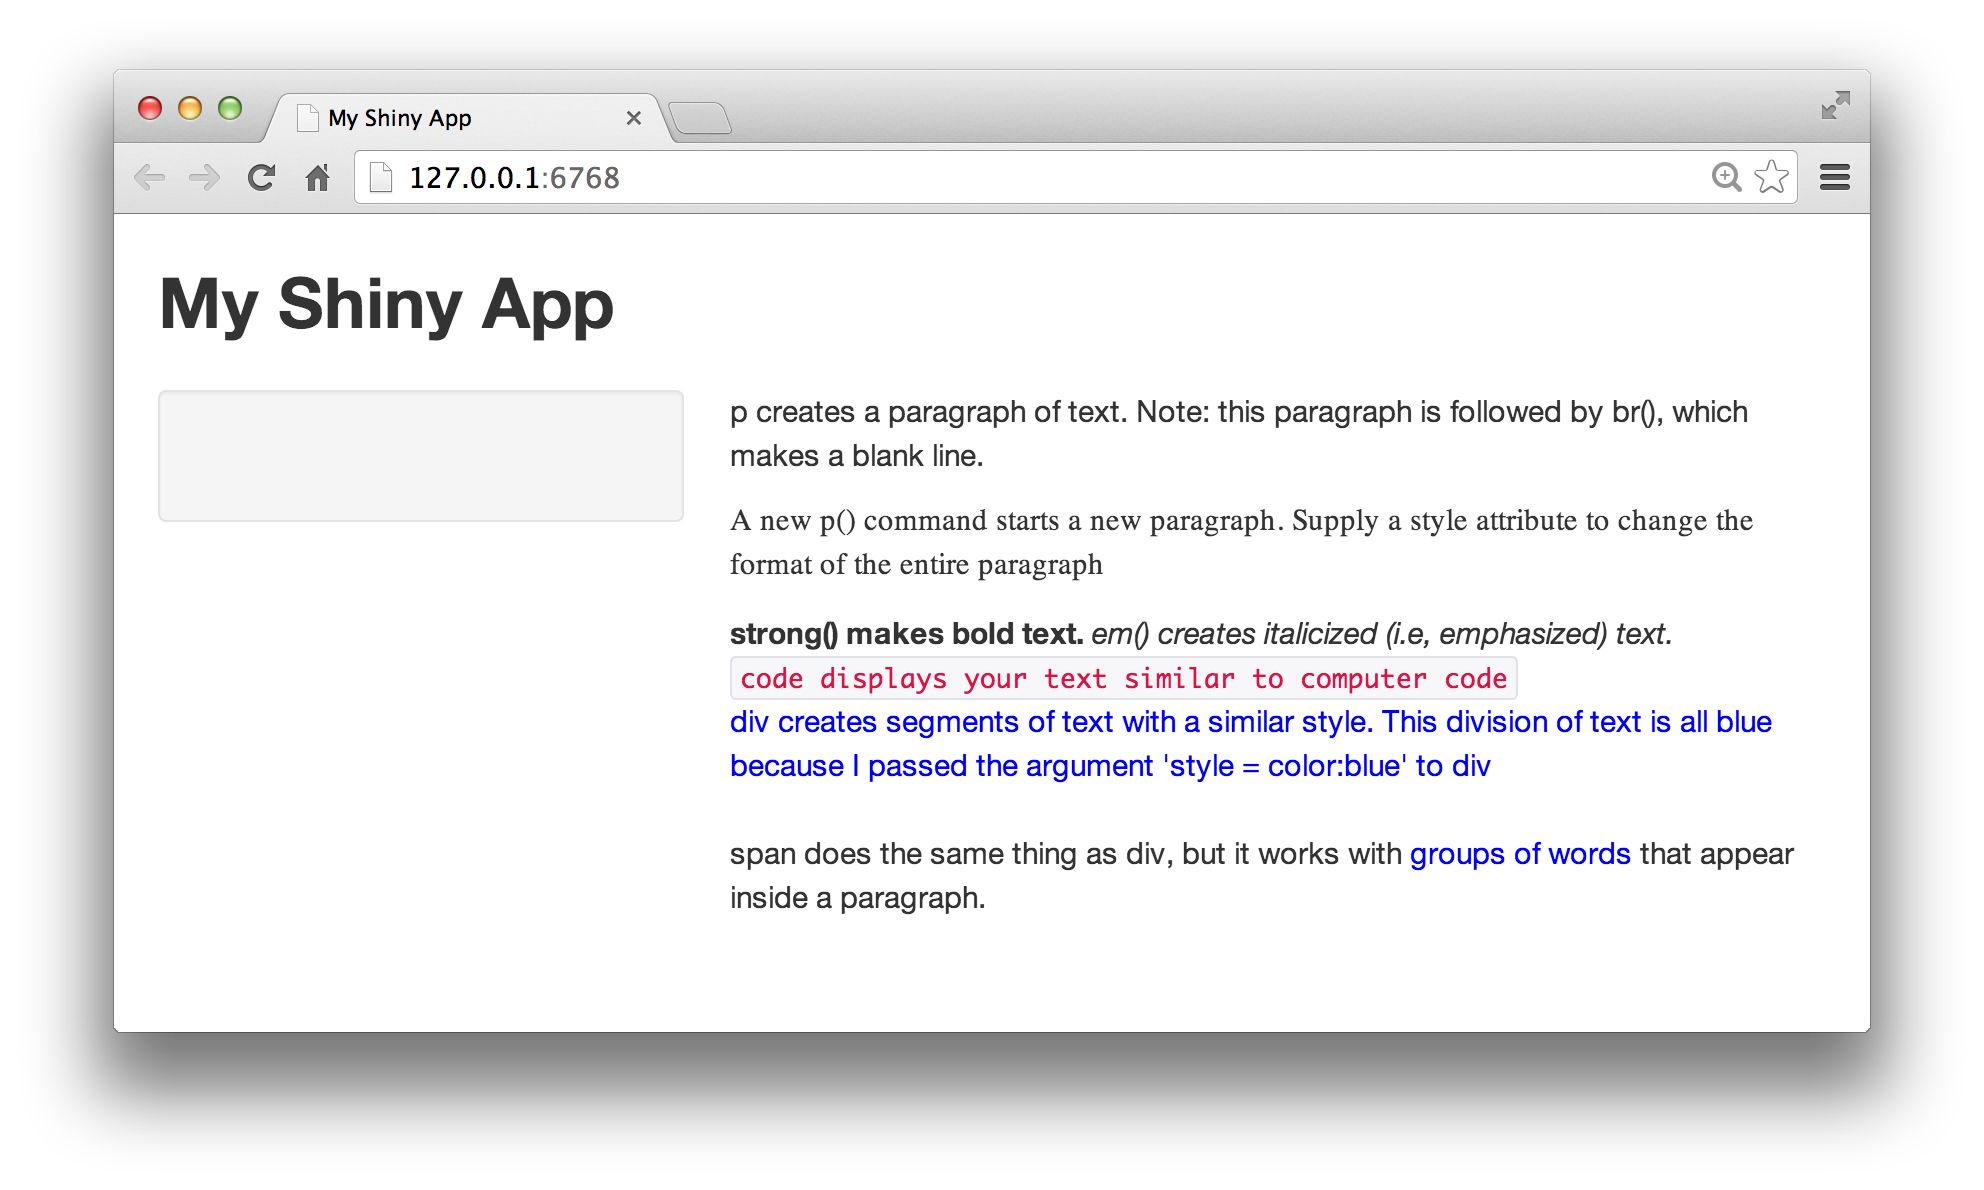 My Shiny App
127.0.0.1:6768
My Shiny App
p creates a paragraph of text. Note: this paragraph is followed by br(), which
makes a blank line.
A new p() command starts a new paragraph. Supply a style attribute to change the
format of the entire paragraph
strong() makes bold text. em() creates italicized (i.e, emphasized) text.
code displays your text similar to computer code
div creates segments of text with a similar style. This division of text is all blue
because I passed the argument 'style = color:blue' to div
span does the same thing as div, but it works with groups of words that appear
inside a paragraph.